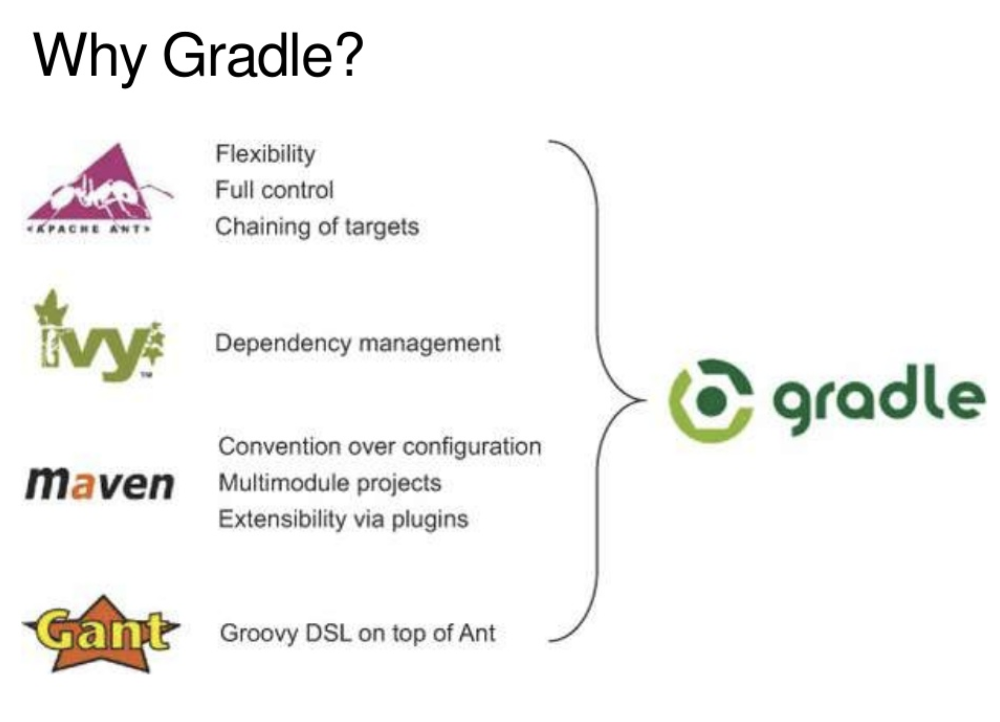 Why Gradle?
Flexibility
Full control
Chaining of targets
<APACHE ANT>
ivy
TM
Dependency management
gradle
Convention over configuration
maven
Multimodule projects
Extensibility via plugins
Gant
Groovy DSL on top of Ant